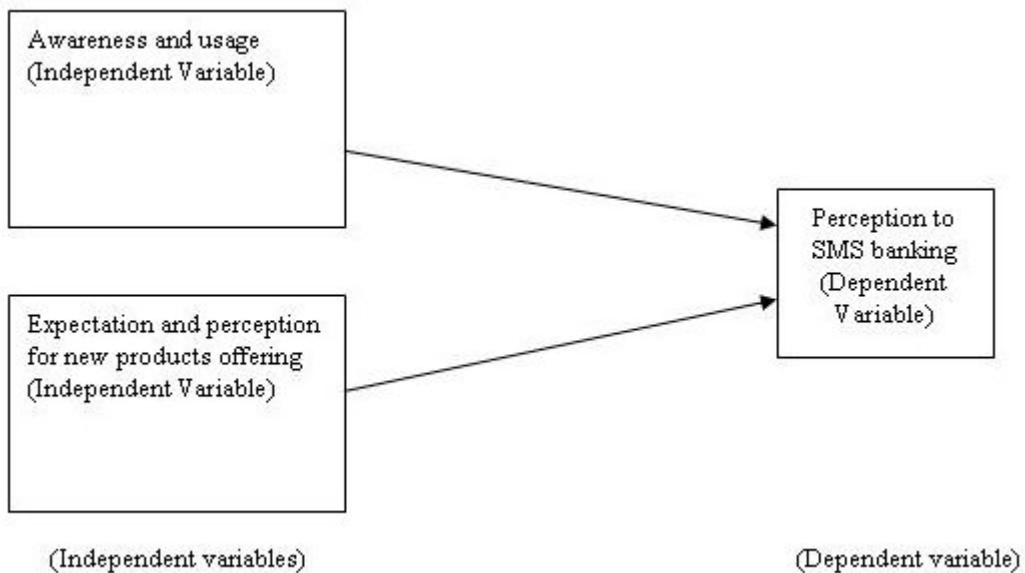 Awareness and usage
(Independent Variable)
Expectation and perception
for new products offering
(Independent Variable)
Perception to
SMS banking
(Dependent
Variable)
(Independent variables)
(Dependent variable)